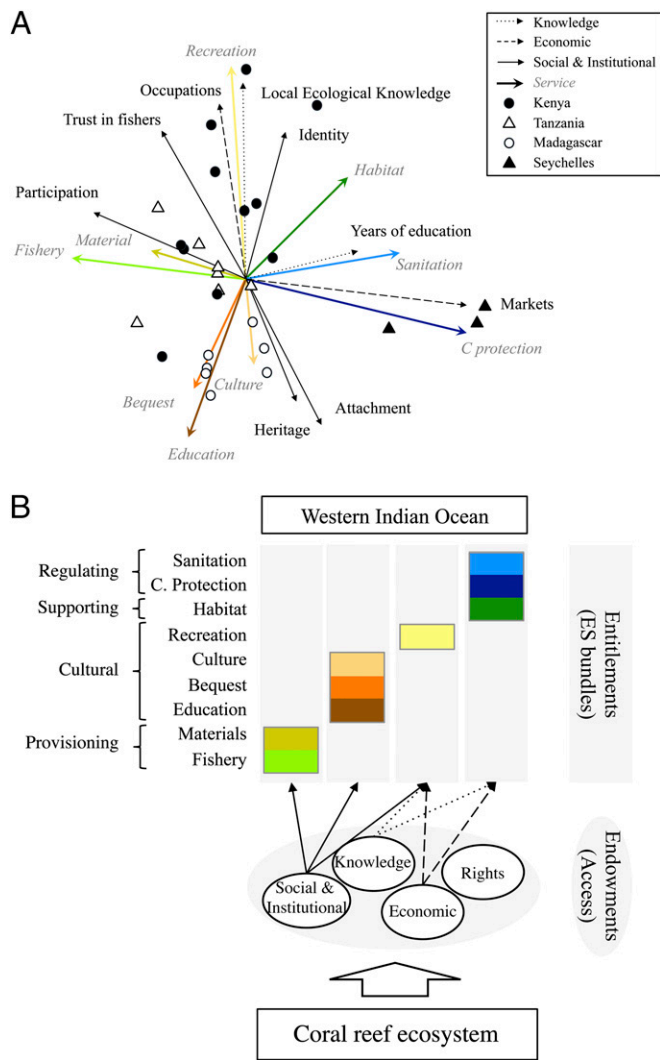 A
Recreation
Occupations
Local Ecological Knowledge
Trust in fishers
Identity
Habitat
Participation
Years of education
Fishery
Material
Sanitation
Markets
C protection
Culture
Bequest
Attachment
Heritage
Education
Knowledge
Economic
Social & Institutional
Service
Kenya
Tanzania
Madagascar
Seychelles
B
Western Indian Ocean
Regulating
Sanitation
C. Protection
Supporting
Habitat
Cultural
Recreation
Culture
Bequest
Education
Provisioning
Materials
Fishery
Entitlements
(ES bundles)
Knowledge
Social &
Institutional
Economic
Rights
Endowments
(Access)
Coral reef ecosystem